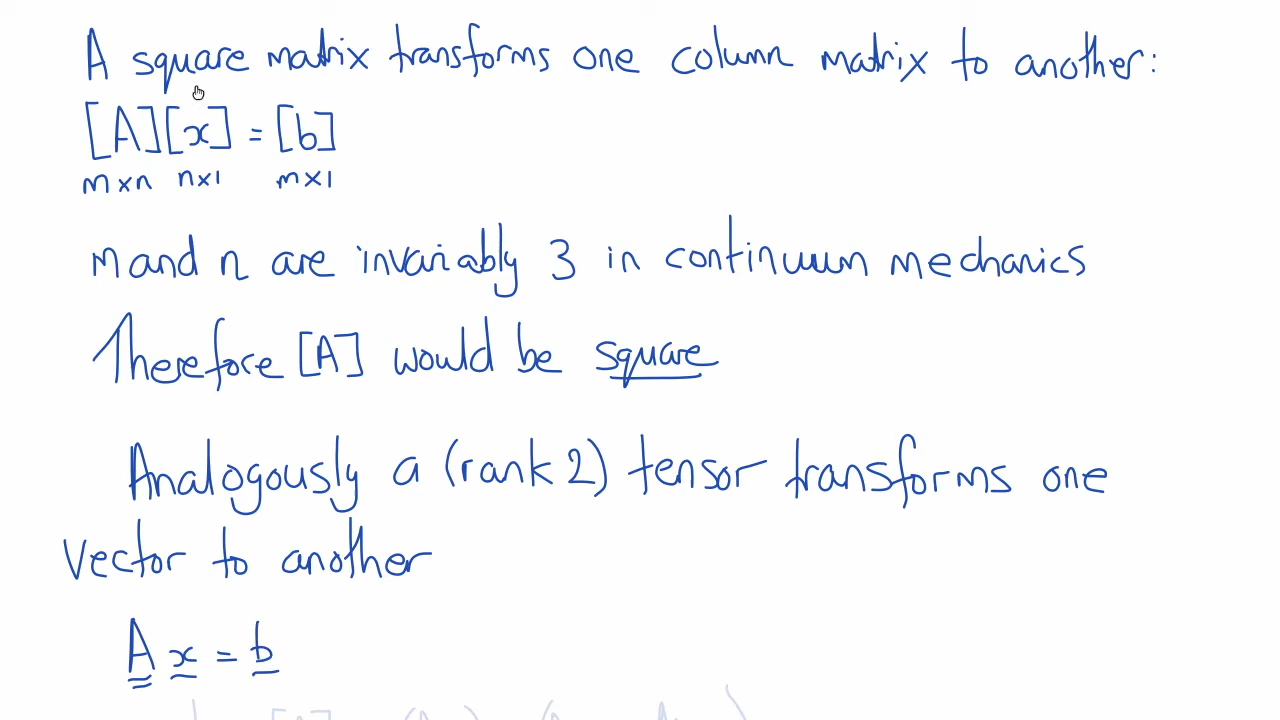 A square matrix transforms one column matrix to another:
[A][x] = [b]
m×n n×1 m×1
m and n are invariably 3 in continuum mechanics
Therefore [A] would be square
Analogously a (rank 2) tensor transforms one
vector to another
A x = b